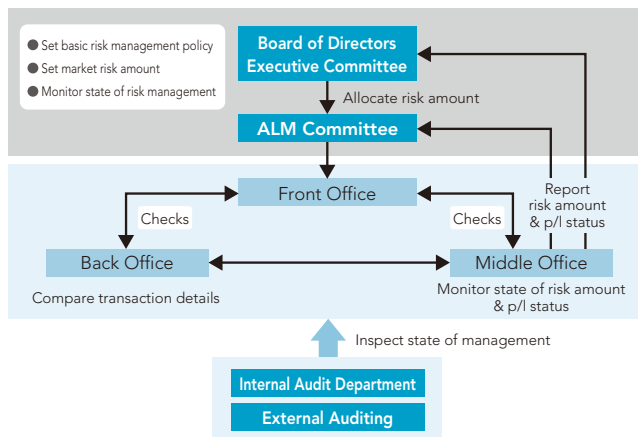 ● Set basic risk management policy
● Set market risk amount
● Monitor state of risk management
Board of Directors
Executive Committee
Allocate risk amount
ALM Committee
Front Office
Checks
Checks
Report
risk amount
& p/l status
Back Office
Middle Office
Compare transaction details
Monitor state of risk amount
& p/l status
Inspect state of management
Internal Audit Department
External Auditing